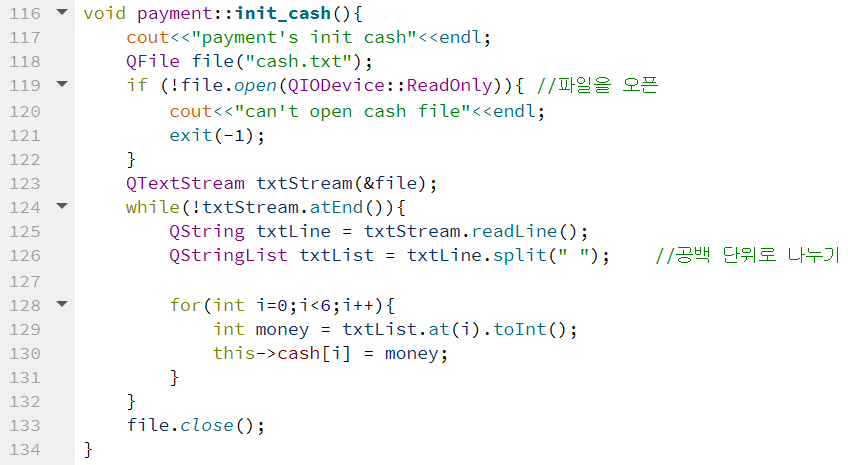 116 void payment::init_cash(){
117 cout<<"payment's init cash"<<endl;
118 QFile file("cash.txt");
119 if (!file.open(QIODevice::ReadOnly)){ //파일을 오픈
120 cout<<"can't open cash file"<<endl;
121 exit(-1);
122 }
123 QTextStream txtStream(&file);
124 while(!txtStream.atEnd()){
125 QString txtLine = txtStream.readLine();
126 QStringList txtList = txtLine.split(" "); //공백 단위로 나누기
127
128 for(int i=0;i<6;i++){
129 int money = txtList.at(i).toInt();
130 this->cash[i] = money;
131 }
132 }
133 file.close();
134 }